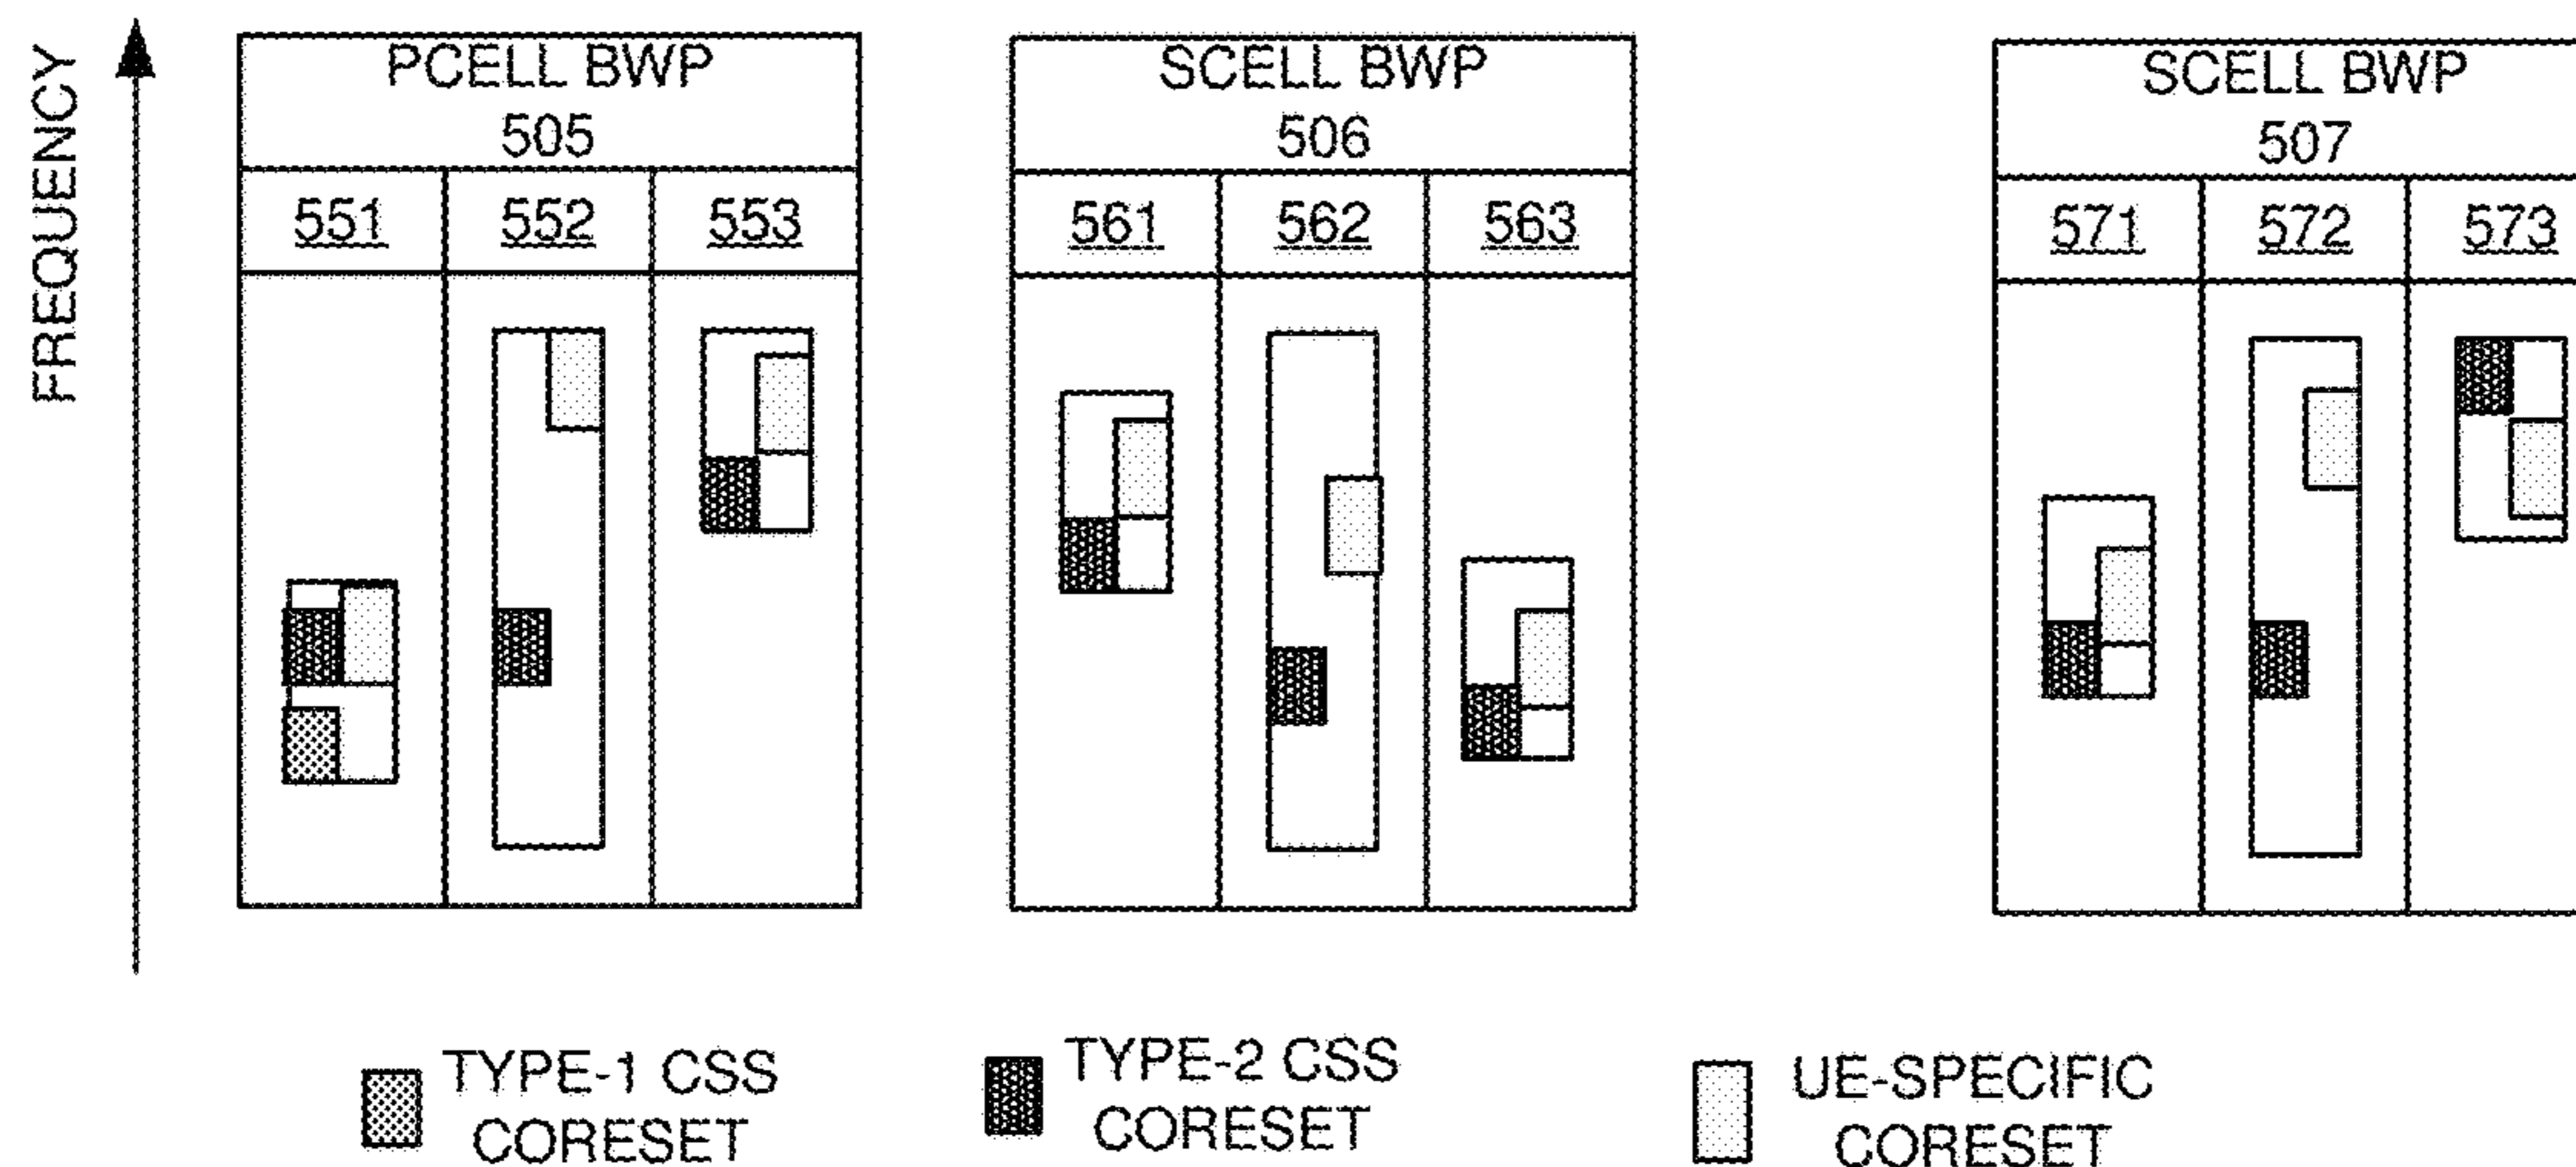 FREQUENCY
PCELL BWP
505
551 552 553
SCELL BWP
506
561 562 563
SCELL BWP
507
571 572 573
TYPE-1 CSS
CORESET
TYPE-2 CSS
CORESET
UE-SPECIFIC
CORESET